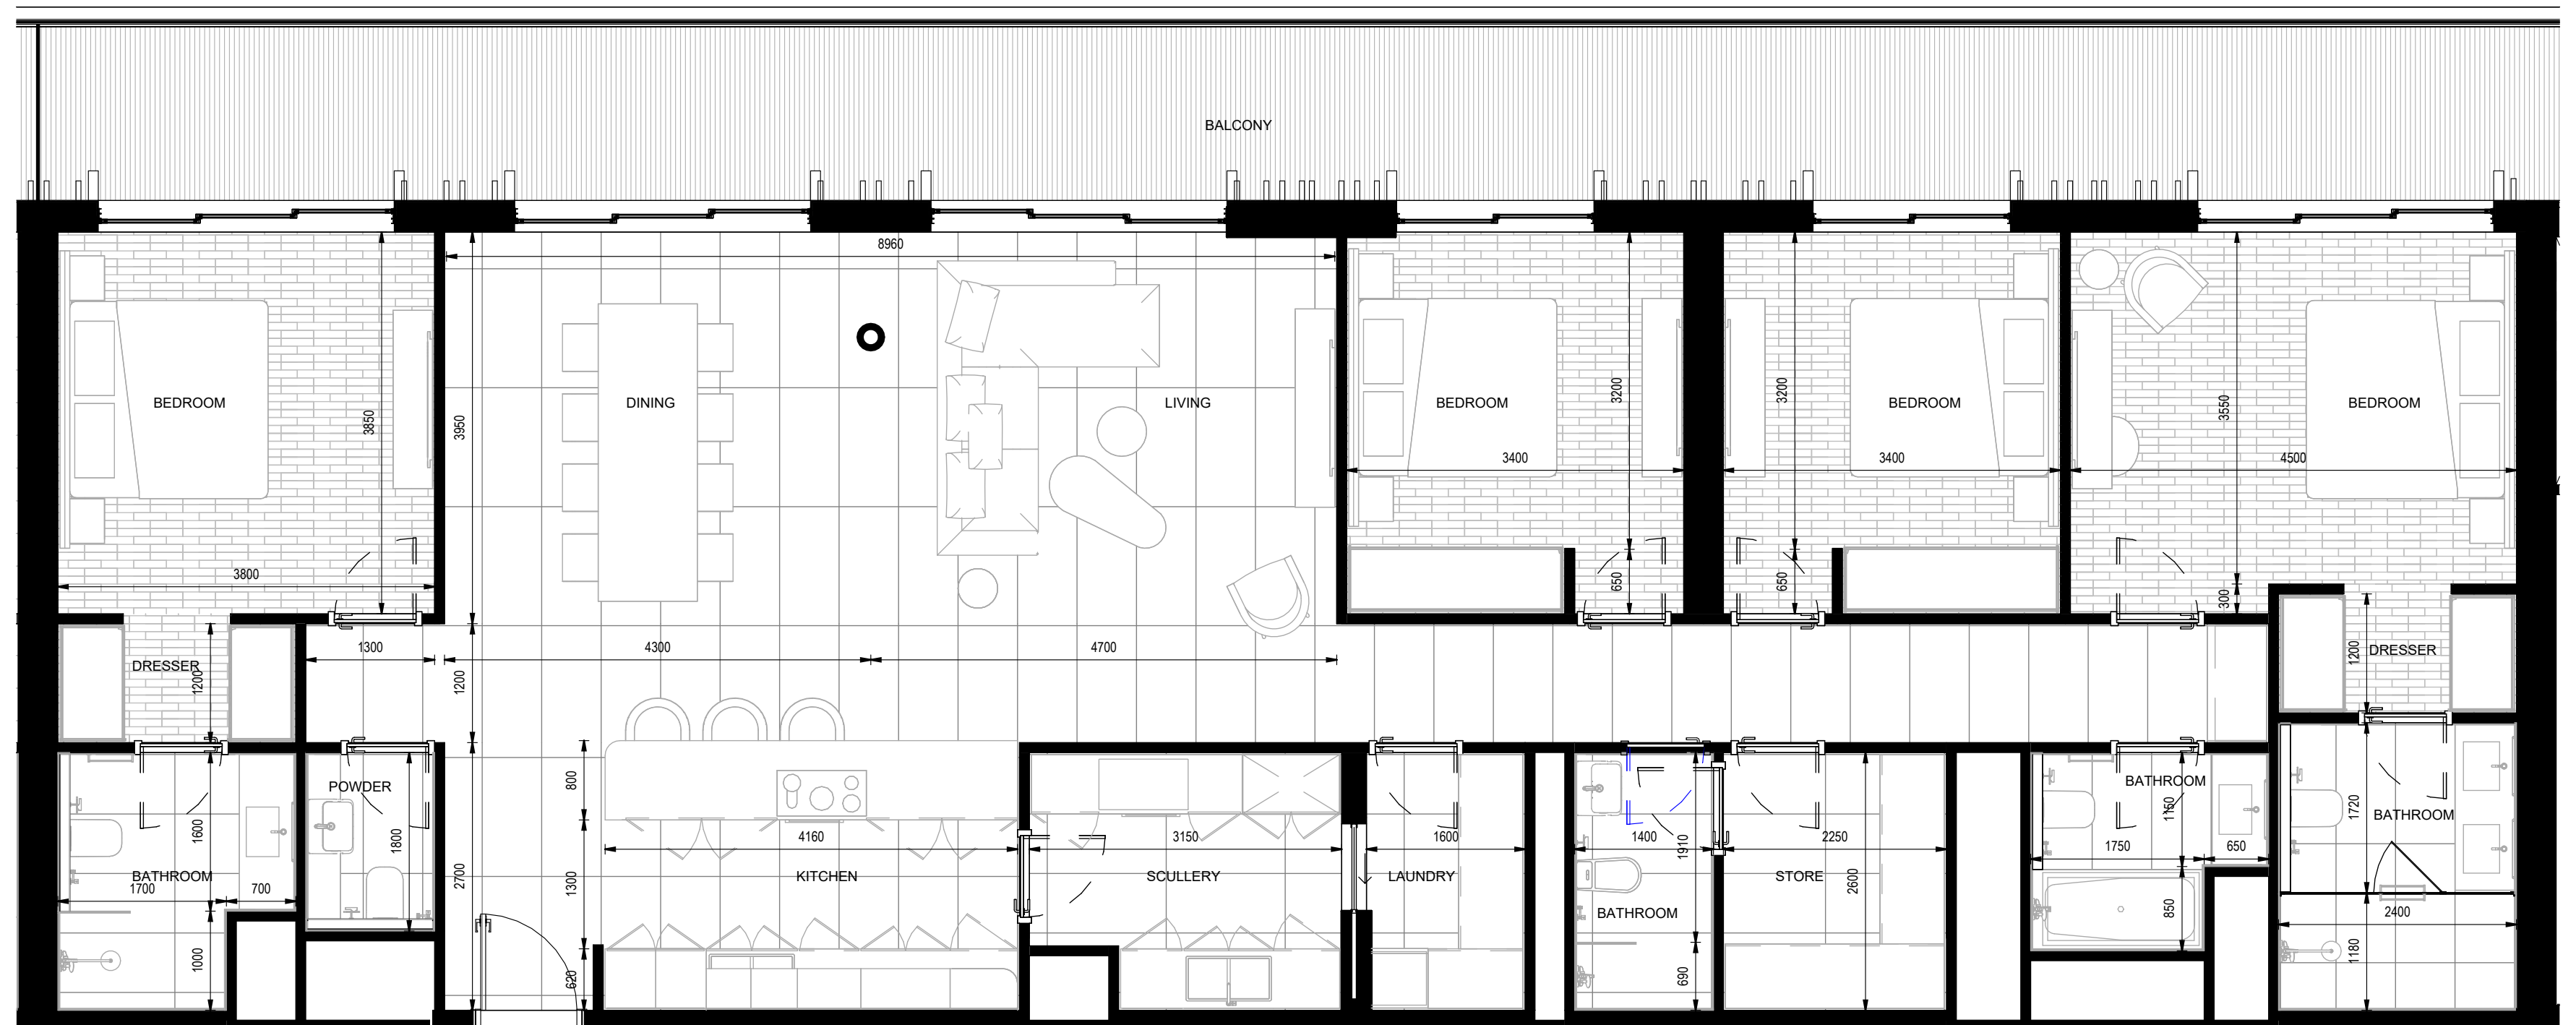 BALCONY
8960
BEDROOM
3850
3950
DINING
LIVING
BEDROOM
3200
3200
BEDROOM
3550
BEDROOM
3400
3400
4500
3800
650
650
300
1300
4300
4700
DRESSER
1200
1200
1200
DRESSER
POWDER
800
BATHROOM
1150
1720
BATHROOM
1600
1800
4160
3150
1600
1400
1910
2250
1750
650
BATHROOM
1700
700
2700
1300
KITCHEN
SCULLERY
LAUNDRY
STORE
2600
BATHROOM
850
2400
1000
620
690
1180